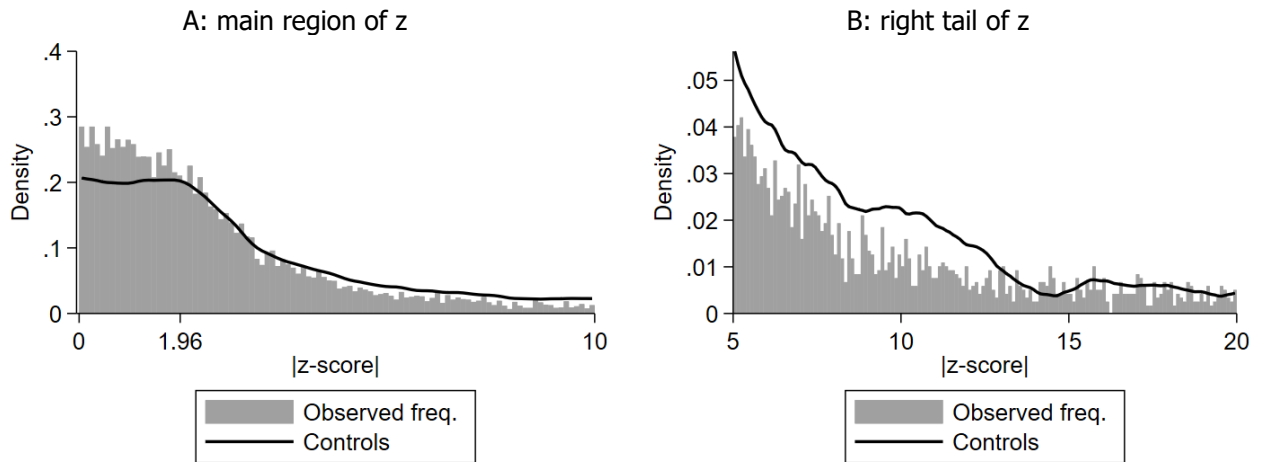 A: main region of z
.4
.3
.2
.1
0
Density
0
1.96
10
|z-score|
Observed freq.
Controls
B: right tail of z
.05
.04
.03
.02
.01
0
Density
5
10
15
20
|z-score|
Observed freq.
Controls